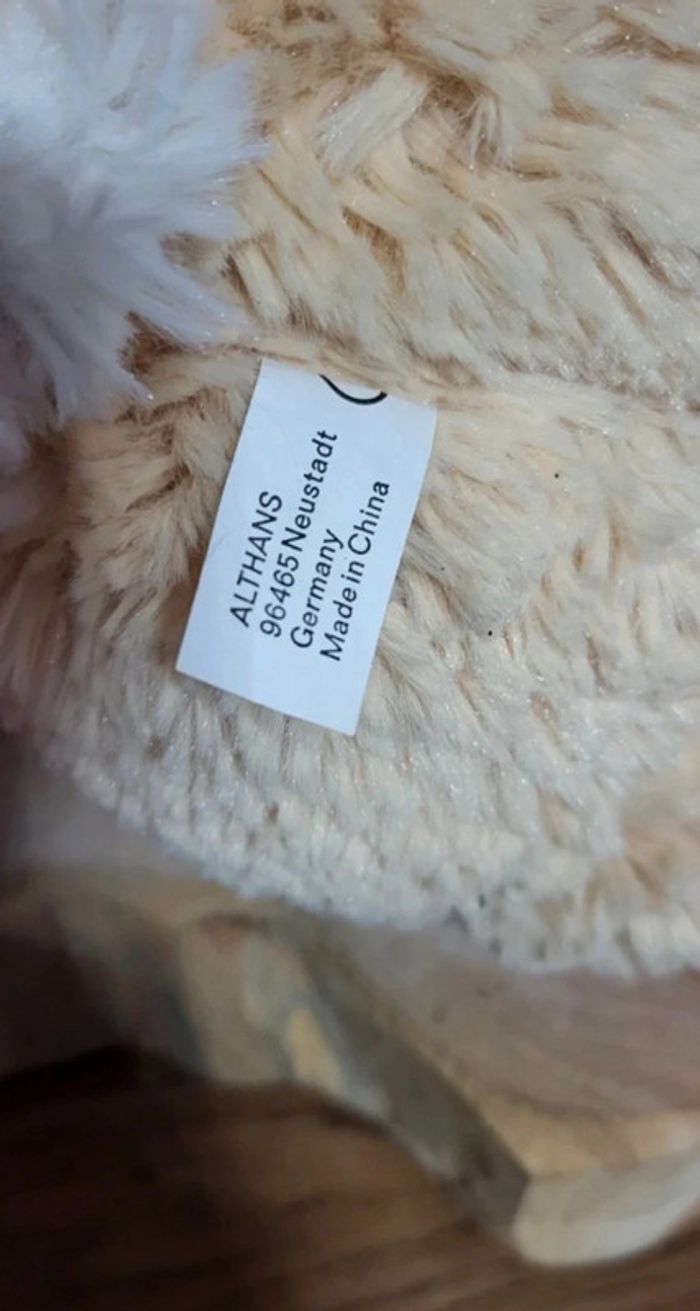 ALTHANS
96465 Neustadt
Germany
Made in China